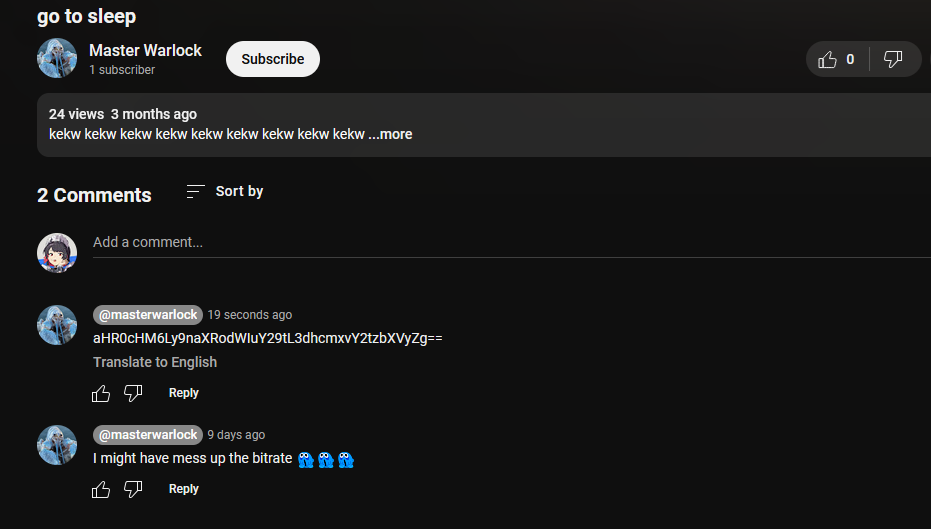 go to sleep
Master Warlock
1 subscriber
Subscribe
0
24 views 3 months ago
kekw kekw kekw kekw kekw kekw kekw kekw kekw ...more
2 Comments
Sort by
Add a comment...
@masterwarlock 19 seconds ago
aHR0cHM6Ly9naXRodWIuY29tL3dhcmxvY2tzbXVyZg==
Translate to English
Reply
@masterwarlock 9 days ago
I might have mess up the bitrate
Reply